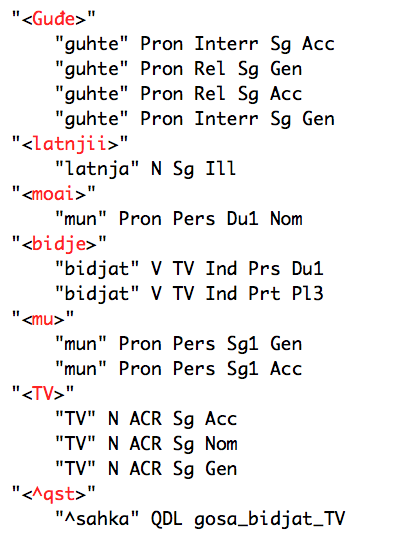 "<Guđe>"
"guhte" Pron Interr Sg Acc
"guhte" Pron Rel Sg Gen
"guhte" Pron Rel Sg Acc
"guhte" Pron Interr Sg Gen
"<latnjii>"
"latnja" N Sg Ill
"<moai>"
"mun" Pron Pers Du1 Nom
"<bidje>"
"bidjat" V TV Ind Prs Du1
"bidjat" V TV Ind Prt Pl3
"<mu>"
"mun" Pron Pers Sg1 Gen
"mun" Pron Pers Sg1 Acc
"<TV>"
"TV" N ACR Sg Acc
"TV" N ACR Sg Nom
"TV" N ACR Sg Gen
"<^qst>"
"^sahka" QDL gosa_bidjat_TV